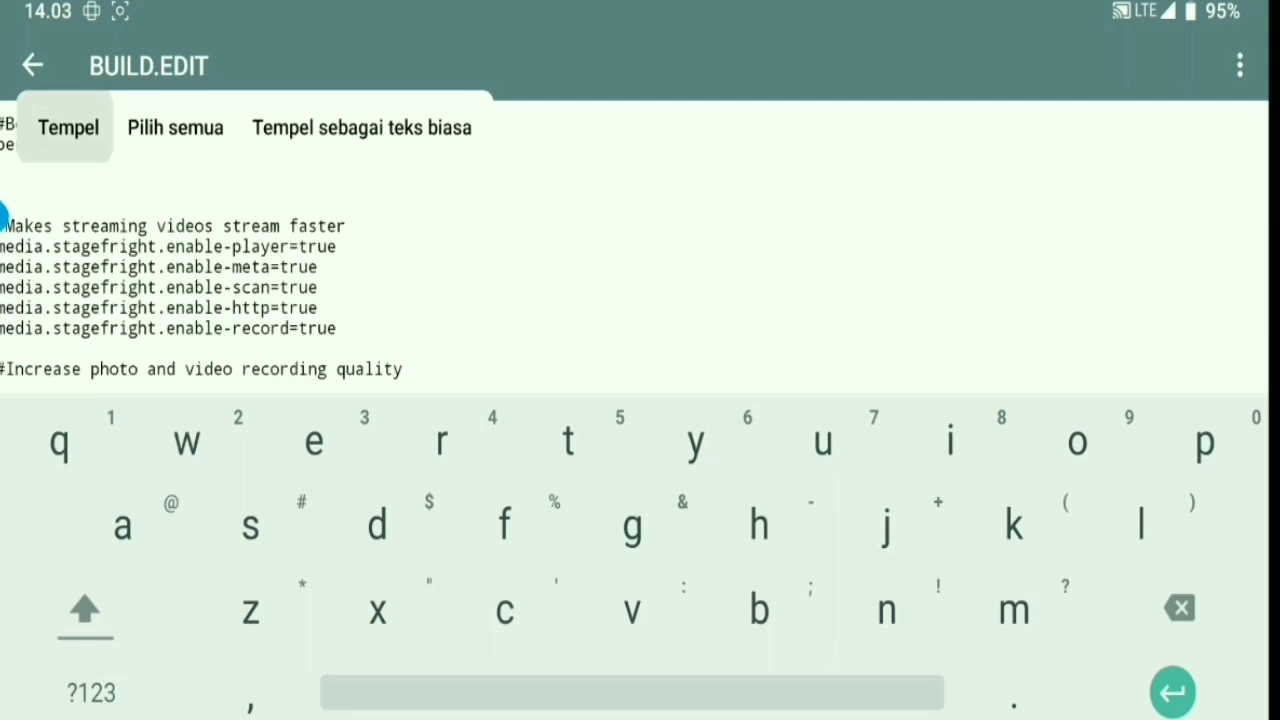 14.03
LTE 95%
BUILD.EDIT
#B
pe
Tempel Pilih semua Tempel sebagai teks biasa
Makes streaming videos stream faster
media.stagefright.enable-player=true
media.stagefright.enable-meta=true
media.stagefright.enable-scan=true
media.stagefright.enable-http=true
media.stagefright.enable-record=true
#Increase photo and video recording quality
1 2 3 4 5 6 7 8 9 0
q w e r t y u i o p
@ # $ % & - + ( )
a s d f g h j k l
* " ' : ; ! ?
z x c v b n m
?123 , .